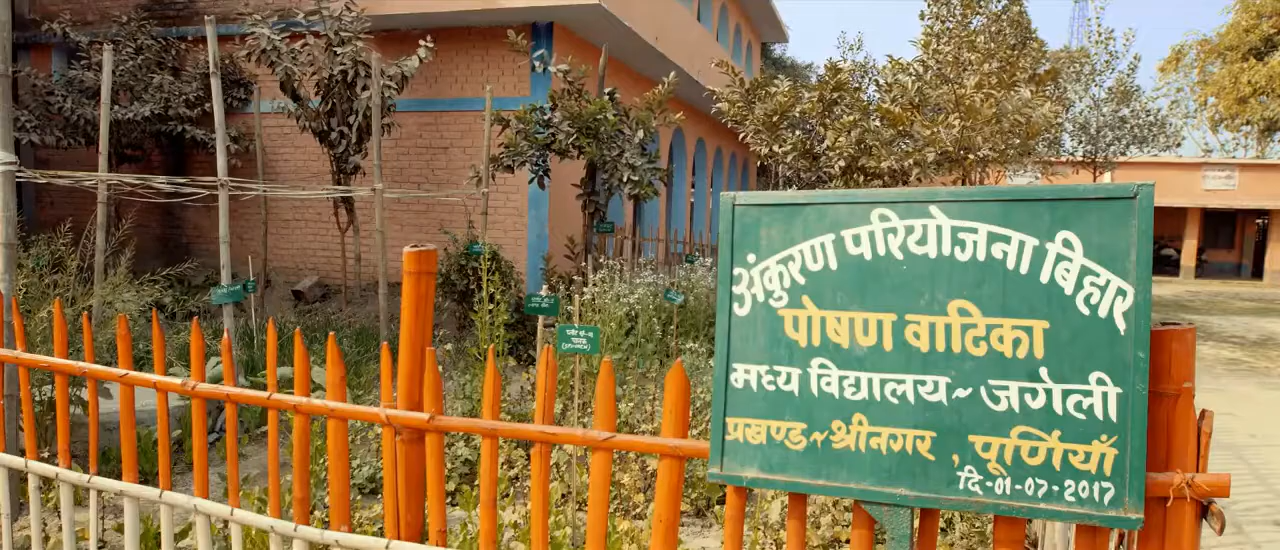 अंकुरण परियोजना बिहार
पोषण वाटिका
मध्य विद्यालय~ जगेली
प्रखण्ड~श्रीनगर , पूर्णियाँ
दि-01-07-2017